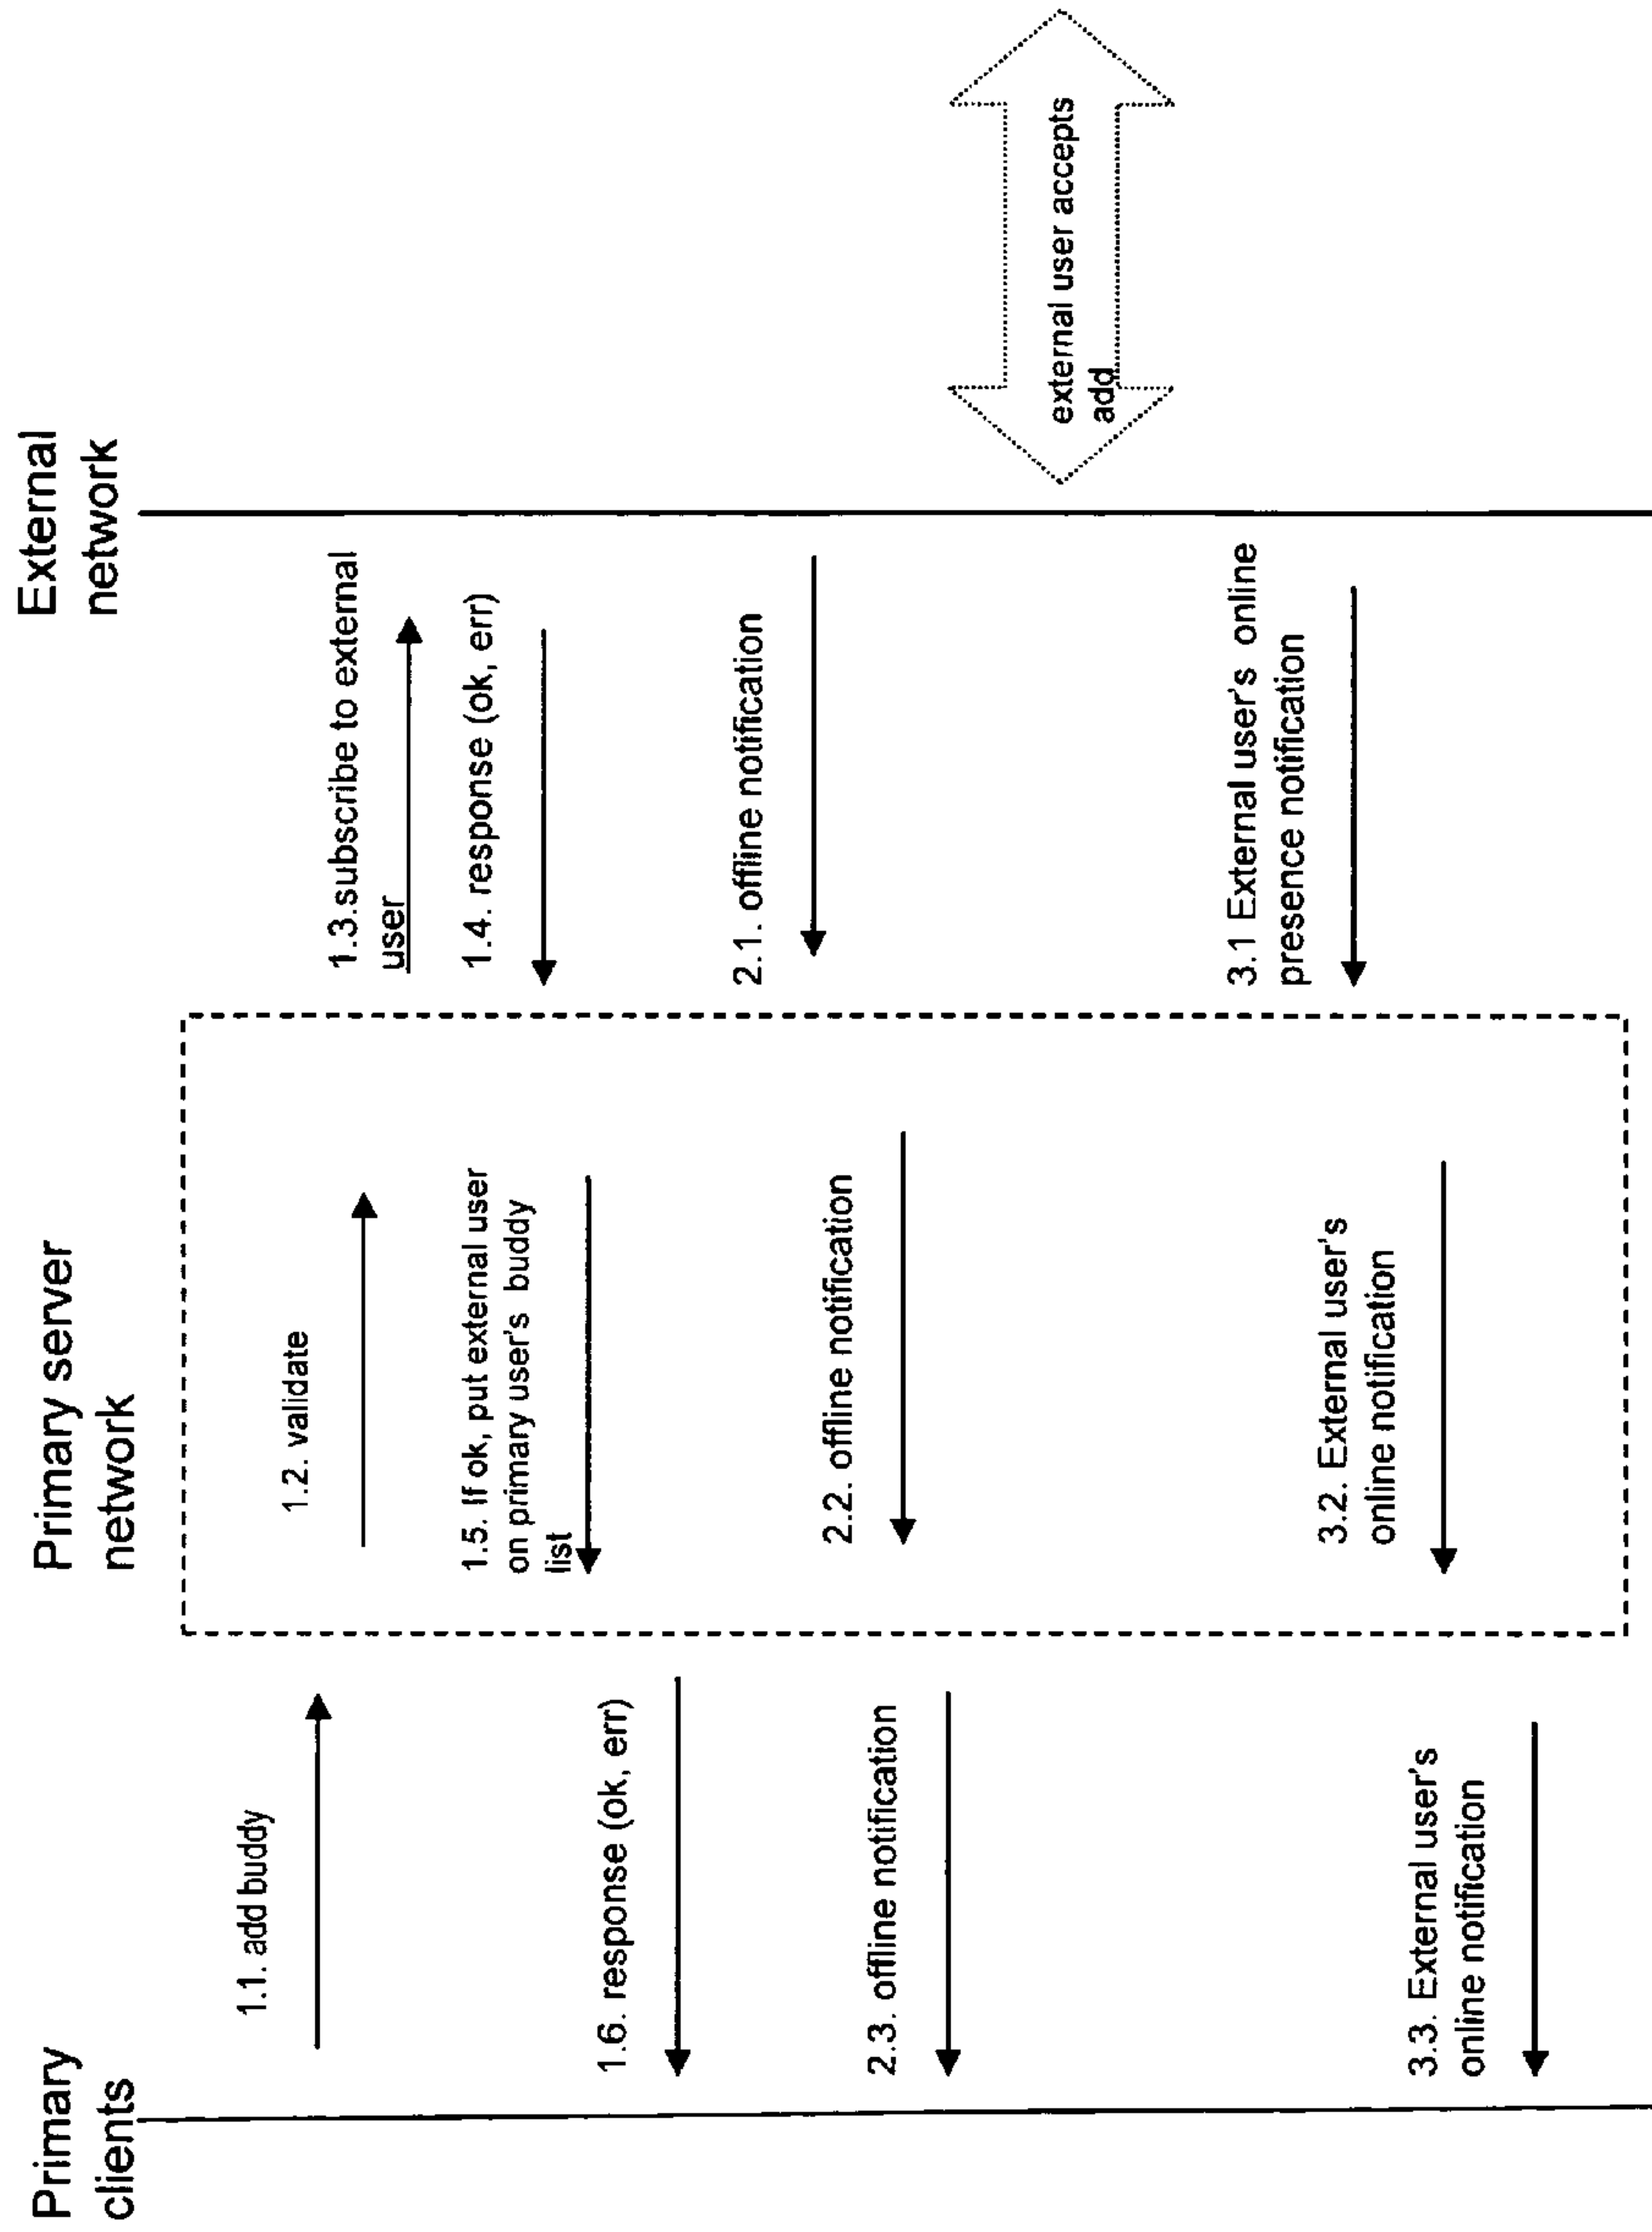 Primary
clients
Primary server
network
External
network
1.1. add buddy
1.2. validate
1.3.subscribe to external
user
1.4. response (ok, err)
1.5. If ok, put external user
on primary user's buddy
list
1.6. response (ok, err)
2.1. offline notification
2.2. offline notification
2.3. offline notification
external user accepts
add
3.1 External user's online
presence notification
3.2. External user's
online notification
3.3. External user's
online notification